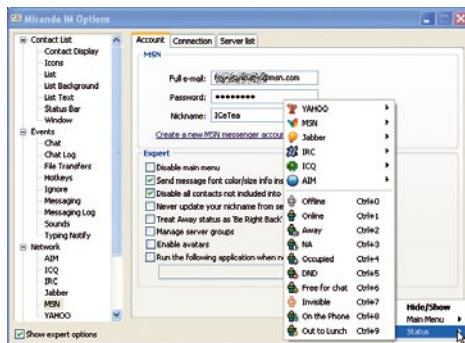 Miranda IM Options
Contact List
Contact Display
Icons
List
List Background
List Text
Status Bar
Window
Events
Chat
Chat Log
File Transfers
Hotkeys
Ignore
Messaging
Messaging Log
Sounds
Typing Notify
Network
AIM
ICQ
IRC
Jabber
MSN
YAHOO
Show expert options
Account Connection Server list
MSN
Full e-mail: @msn.com
Password: ••••••••
Nickname: ICeTea
Create a new MSN messenger accou
Expert
Disable main menu
Send message font color/size info ins
Disable all contacts not included into
Never update your nickname from se
Treat Away status as 'Be Right Back'
Manage server groups
Enable avatars
Run the following application when n
YAHOO
MSN
Jabber
IRC
ICQ
AIM
Offline Ctrl+0
Online Ctrl+1
Away Ctrl+2
NA Ctrl+3
Occupied Ctrl+4
DND Ctrl+5
Free for chat Ctrl+6
Invisible Ctrl+7
On the Phone Ctrl+8
Out to Lunch Ctrl+9
Hide/Show
Main Menu
Status